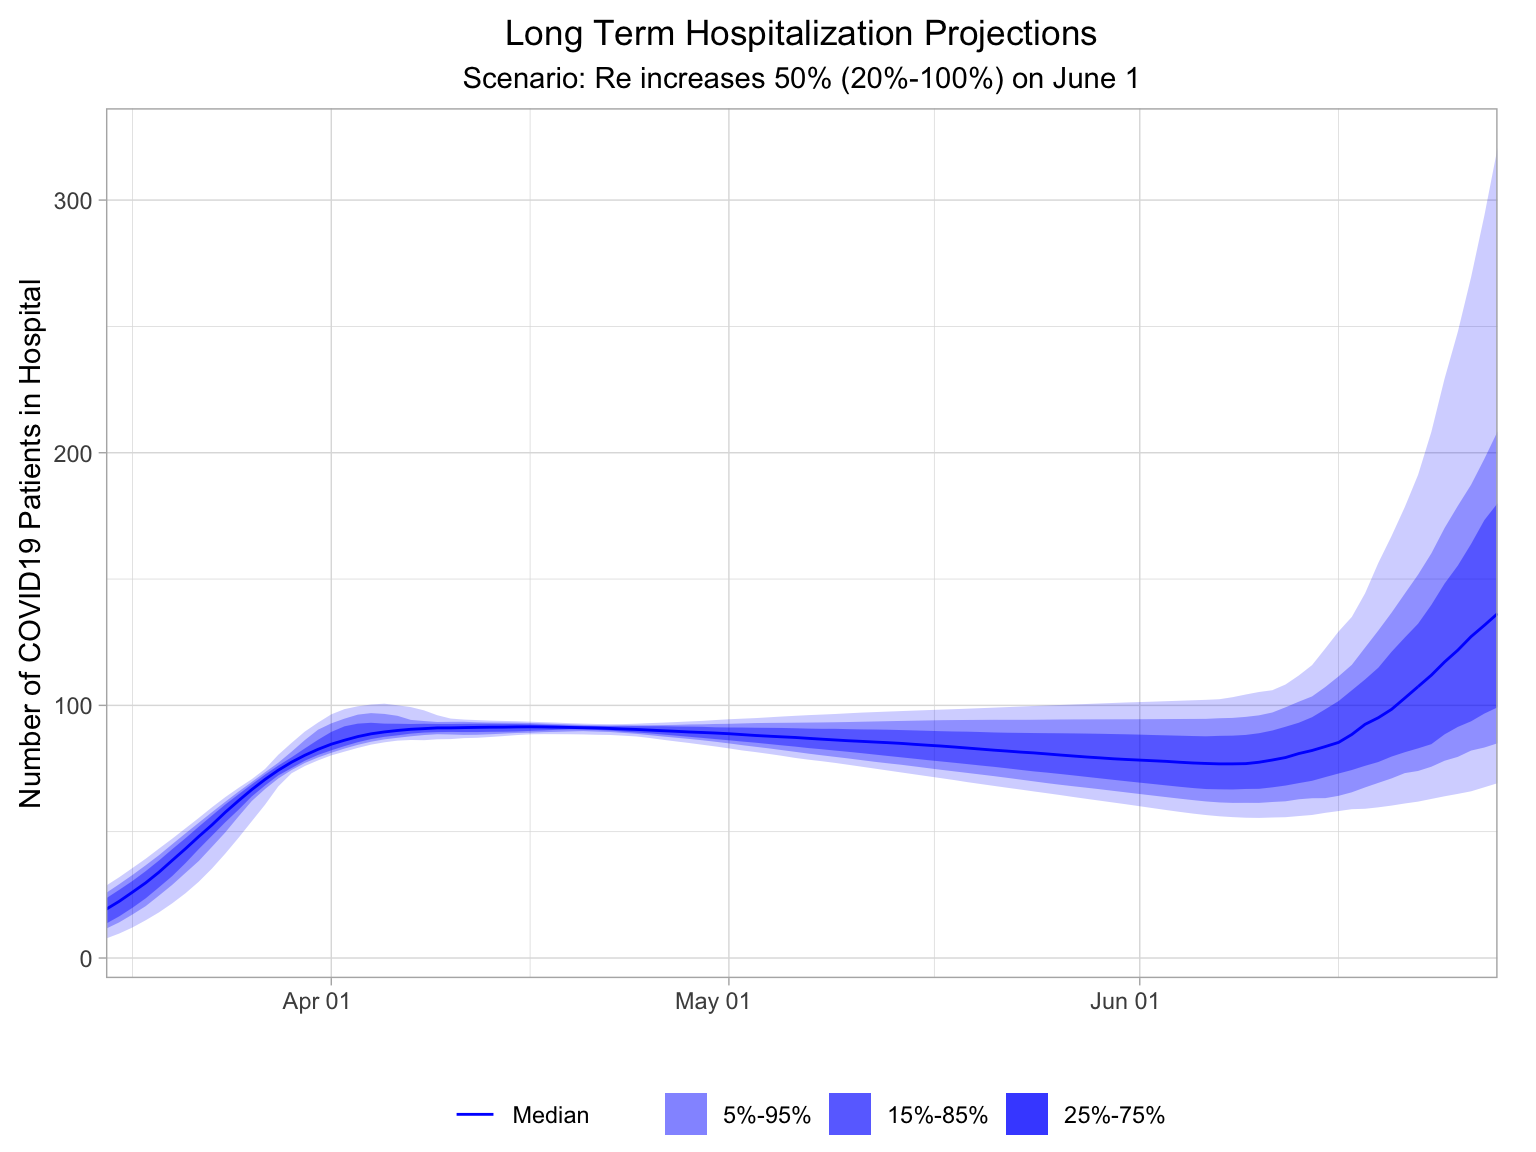 Long Term Hospitalization Projections
Scenario: Re increases 50% (20%-100%) on June 1
Number of COVID19 Patients in Hospital
300
200
100
0
Apr 01 May 01 Jun 01
Median 5%-95% 15%-85% 25%-75%